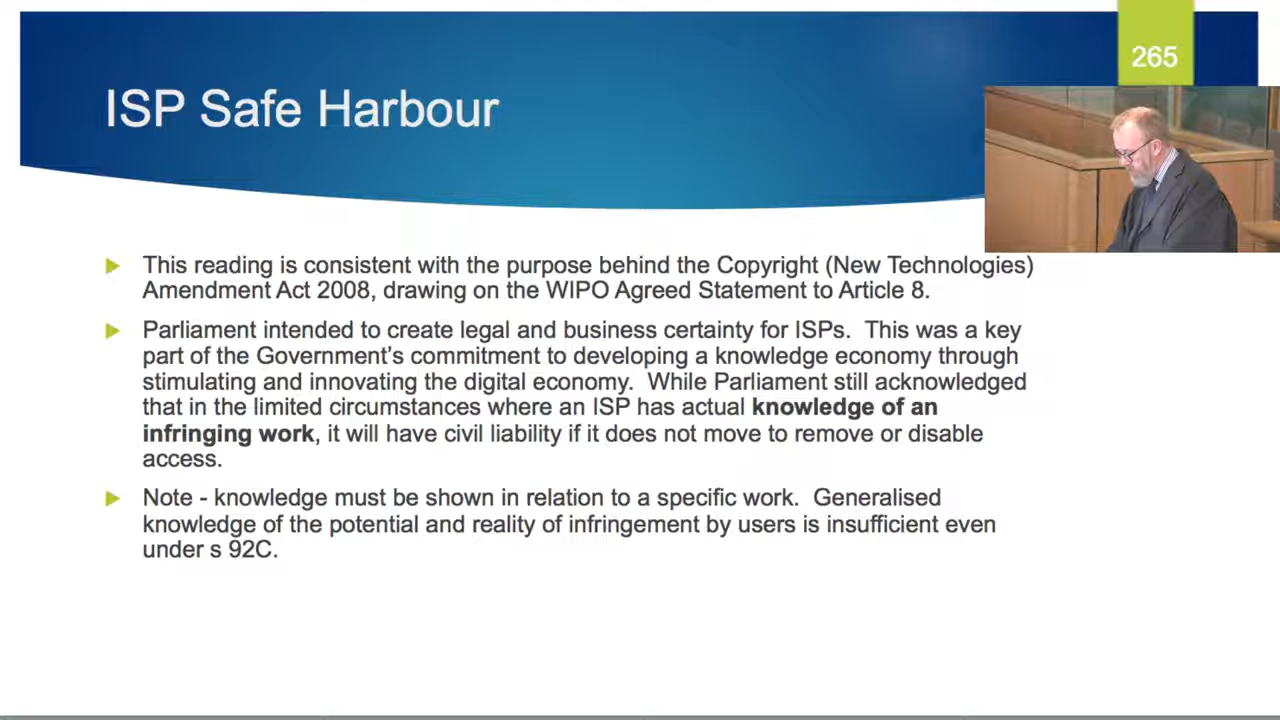 265
ISP Safe Harbour
This reading is consistent with the purpose behind the Copyright (New Technologies)
Amendment Act 2008, drawing on the WIPO Agreed Statement to Article 8.
Parliament intended to create legal and business certainty for ISPs.  This was a key
part of the Government's commitment to developing a knowledge economy through
stimulating and innovating the digital economy.  While Parliament still acknowledged
that in the limited circumstances where an ISP has actual knowledge of an
infringing work, it will have civil liability if it does not move to remove or disable
access.
Note - knowledge must be shown in relation to a specific work.  Generalised
knowledge of the potential and reality of infringement by users is insufficient even
under s 92C.